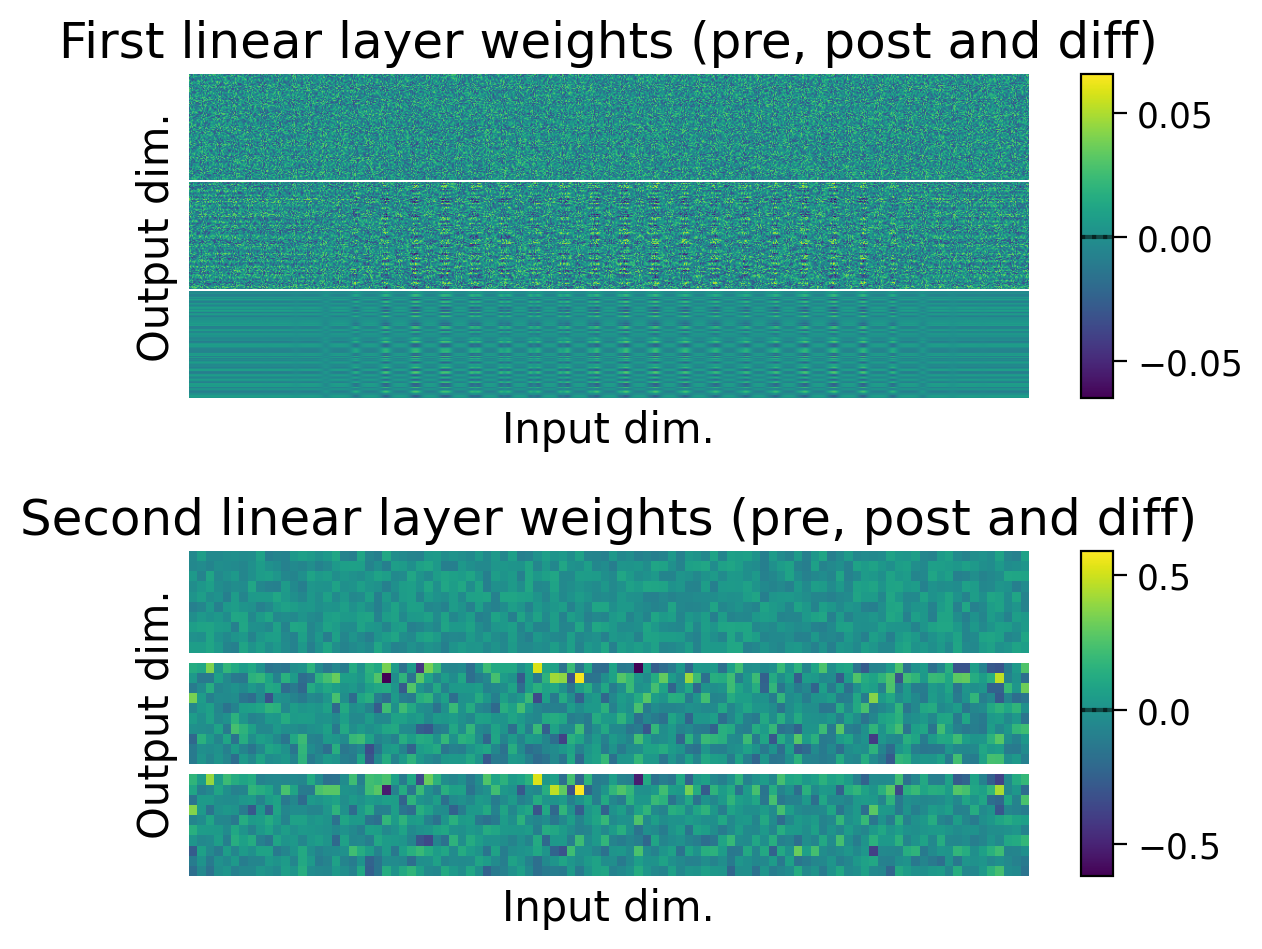 First linear layer weights (pre, post and diff)
Output dim.
0.05
0.00
−0.05
Input dim.
Second linear layer weights (pre, post and diff)
Output dim.
0.5
0.0
−0.5
Input dim.